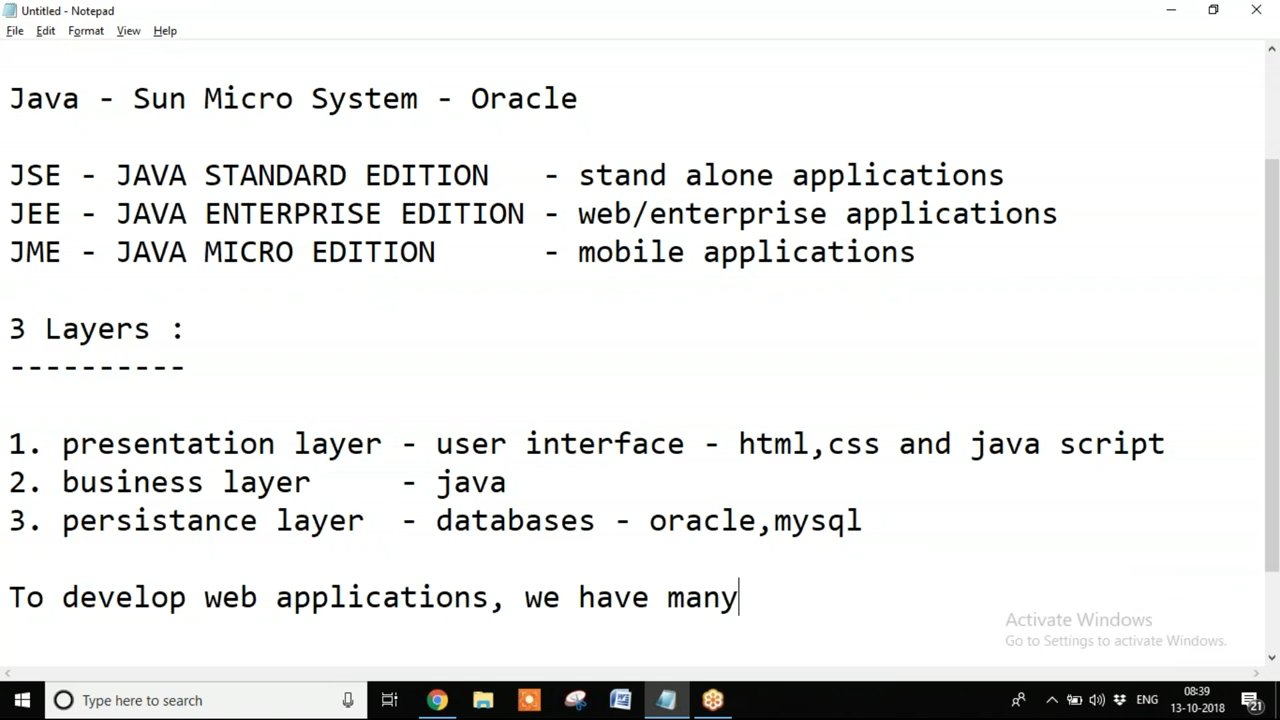 Untitled - Notepad
File Edit Format View Help
Java - Sun Micro System - Oracle
JSE - JAVA STANDARD EDITION   - stand alone applications
JEE - JAVA ENTERPRISE EDITION - web/enterprise applications
JME - JAVA MICRO EDITION      - mobile applications
3 Layers :
----------
1. presentation layer - user interface - html,css and java script
2. business layer     - java
3. persistance layer  - databases - oracle,mysql
To develop web applications, we have many
Activate Windows
Go to Settings to activate Windows.
Type here to search
ENG
08:39
13-10-2018
21